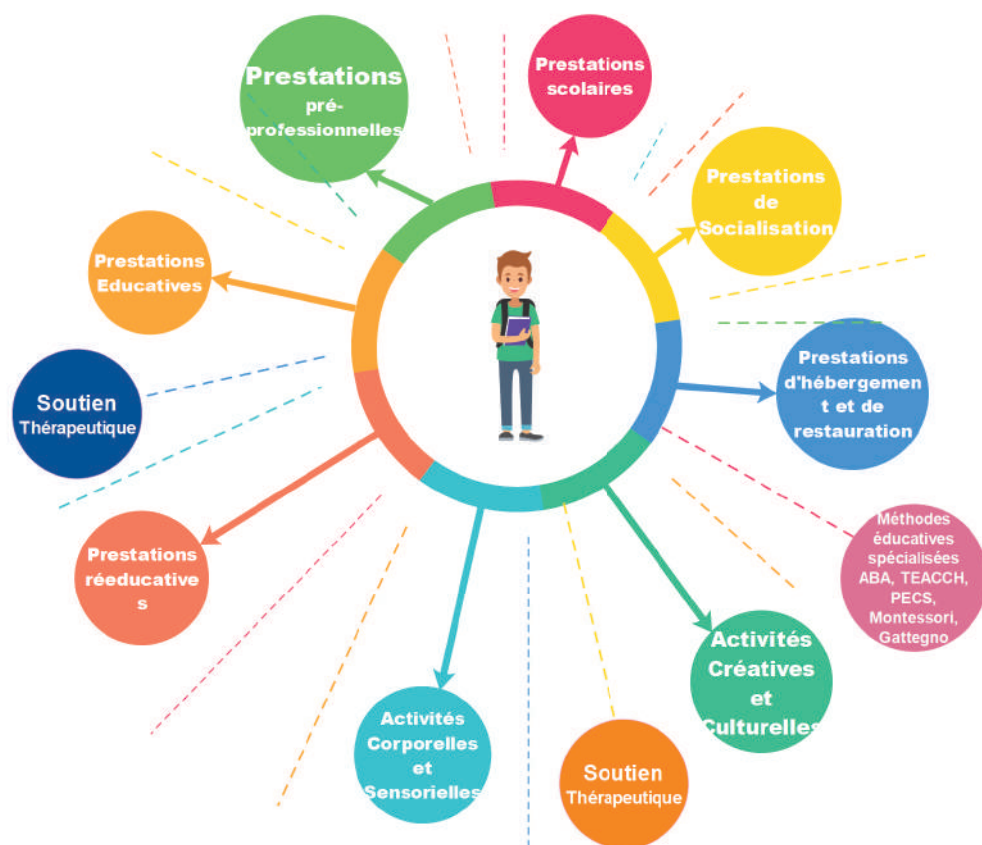 Prestations
pré-
professionnelles
Prestations
scolaires
Prestations
de
Socialisation
Prestations
Educatives
Prestations
d'hébergemen
t et de
restauration
Soutien
Thérapeutique
Méthodes
éducatives
spécialisées
ABA, TEACCH,
PECS,
Montessori,
Gattegno
Prestations
réeducative
s
Activités
Créatives
et
Culturelles
Activités
Corporelles
et
Sensorielles
Soutien
Thérapeutique